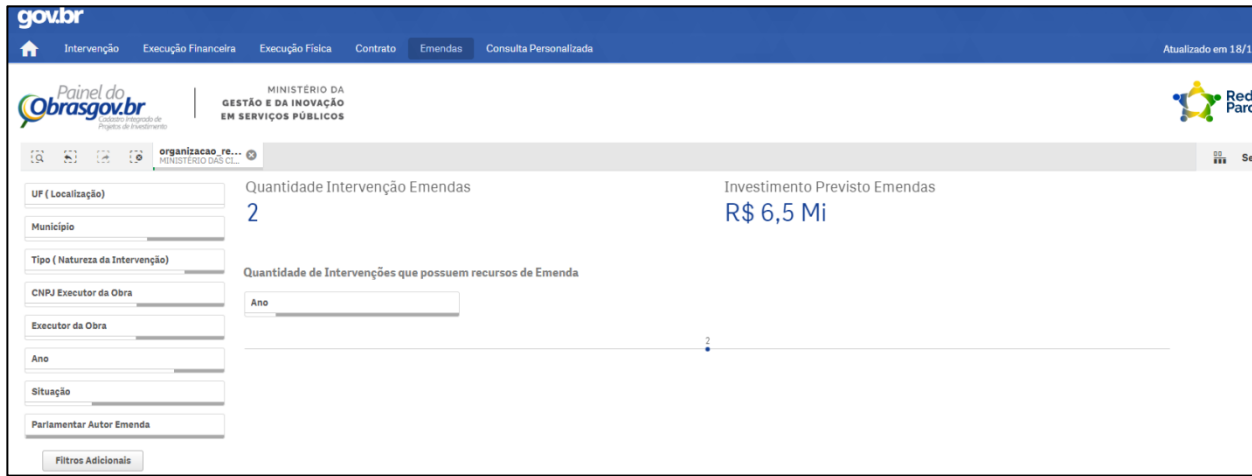 gov.br
Intervenção Execução Financeira Execução Física Contrato Emendas Consulta Personalizada Atualizado em 18/1
Painel do
Obrasgov.br
Cadastro Integrado de
Projetos de Investimento
MINISTÉRIO DA
GESTÃO E DA INOVAÇÃO
EM SERVIÇOS PÚBLICOS
Red
Parc
organizacao_re...
MINISTÉRIO DAS CI...
Se
UF ( Localização)
Município
Tipo ( Natureza da Intervenção)
CNPJ Executor da Obra
Executor da Obra
Ano
Situação
Parlamentar Autor Emenda
Filtros Adicionais
Quantidade Intervenção Emendas
2
Investimento Previsto Emendas
R$ 6,5 Mi
Quantidade de Intervenções que possuem recursos de Emenda
Ano
2